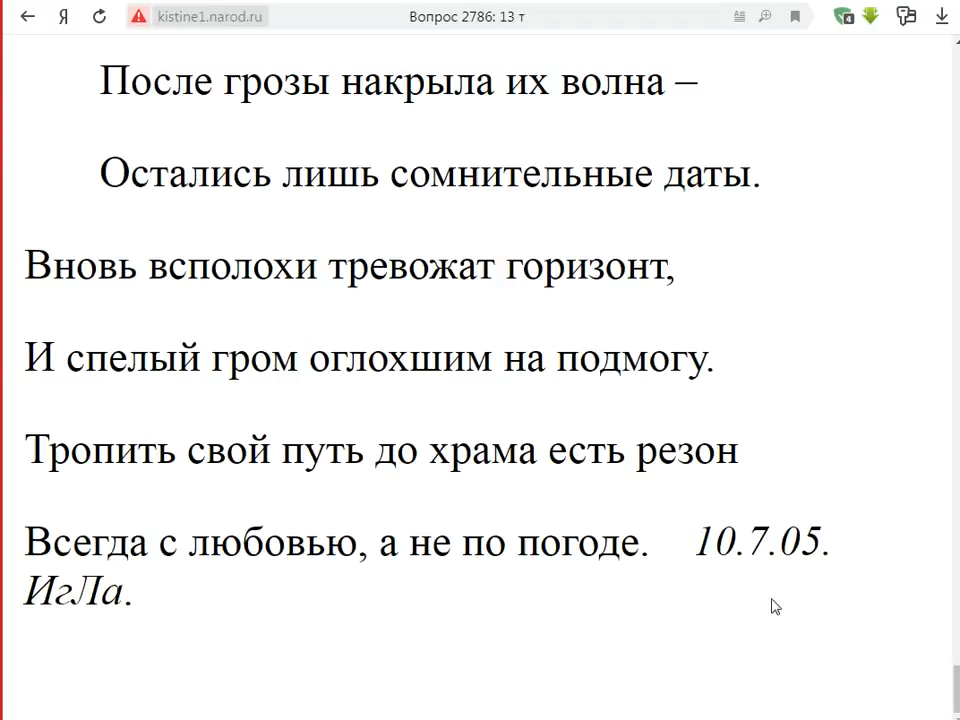 Я
kistine1.narod.ru
Вопрос 2786: 13 т
4
После грозы накрыла их волна –
Остались лишь сомнительные даты.
Вновь всполохи тревожат горизонт,
И спелый гром оглохшим на подмогу.
Тропить свой путь до храма есть резон
Всегда с любовью, а не по погоде. 10.7.05.
ИгЛа.